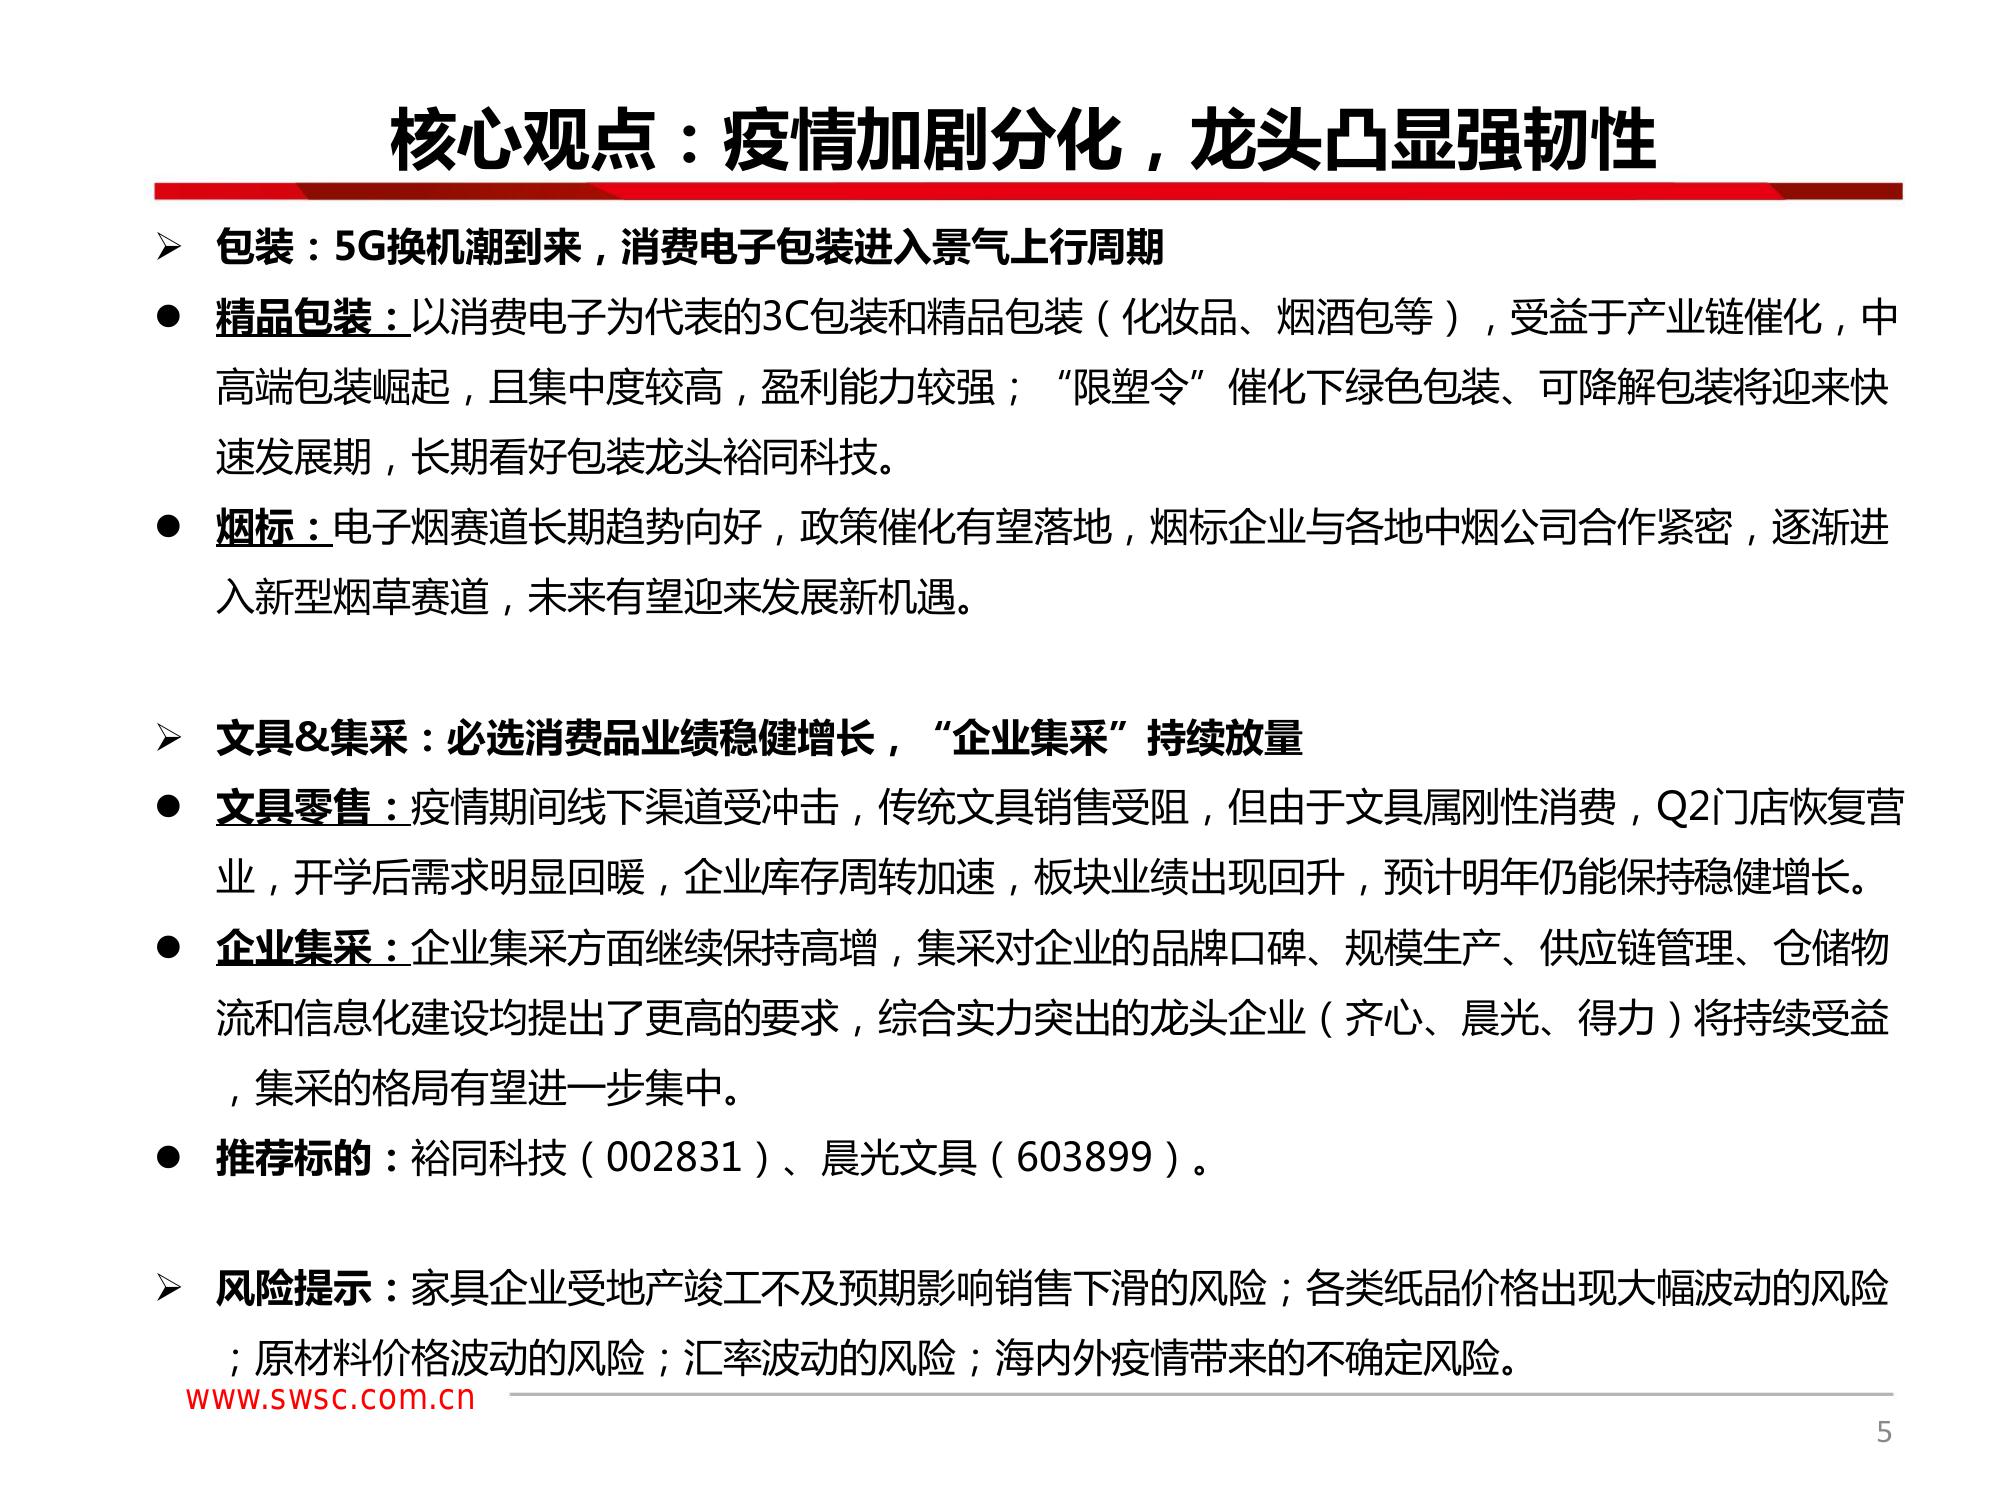 核心观点：疫情加剧分化，龙头凸显强韧性
➢ 包装：5G换机潮到来，消费电子包装进入景气上行周期
● 精品包装：以消费电子为代表的3C包装和精品包装（化妆品、烟酒包等），受益于产业链催化，中
高端包装崛起，且集中度较高，盈利能力较强；“限塑令”催化下绿色包装、可降解包装将迎来快
速发展期，长期看好包装龙头裕同科技。
● 烟标：电子烟赛道长期趋势向好，政策催化有望落地，烟标企业与各地中烟公司合作紧密，逐渐进
入新型烟草赛道，未来有望迎来发展新机遇。
➢ 文具&集采：必选消费品业绩稳健增长，“企业集采”持续放量
● 文具零售：疫情期间线下渠道受冲击，传统文具销售受阻，但由于文具属刚性消费，Q2门店恢复营
业，开学后需求明显回暖，企业库存周转加速，板块业绩出现回升，预计明年仍能保持稳健增长。
● 企业集采：企业集采方面继续保持高增，集采对企业的品牌口碑、规模生产、供应链管理、仓储物
流和信息化建设均提出了更高的要求，综合实力突出的龙头企业（齐心、晨光、得力）将持续受益
，集采的格局有望进一步集中。
● 推荐标的：裕同科技（002831）、晨光文具（603899）。
➢ 风险提示：家具企业受地产竣工不及预期影响销售下滑的风险；各类纸品价格出现大幅波动的风险
；原材料价格波动的风险；汇率波动的风险；海内外疫情带来的不确定风险。
www.swsc.com.cn
5